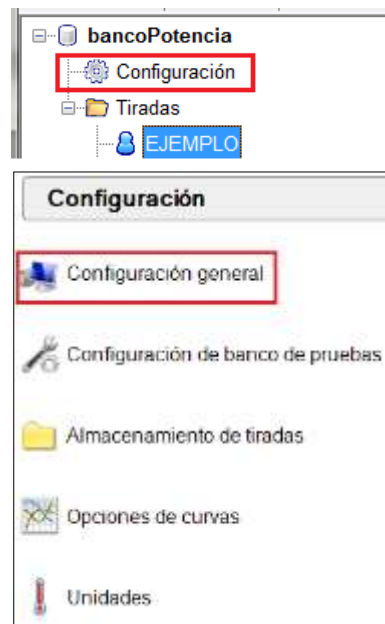 bancoPotencia
Configuración
Tiradas
EJEMPLO
Configuración
Configuración general
Configuración de banco de pruebas
Almacenamiento de tiradas
Opciones de curvas
Unidades